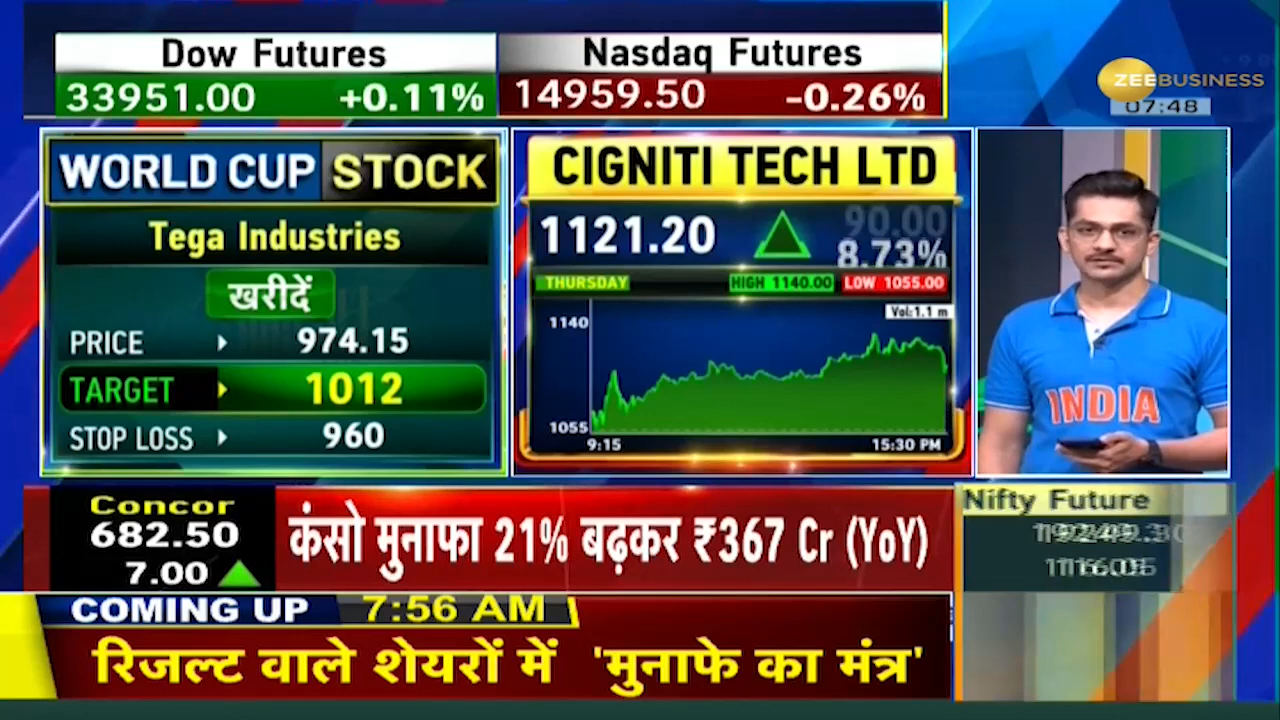 Dow Futures
33951.00 +0.11%
Nasdaq Futures
14959.50 -0.26%
ZEEBUSINESS
07:48
WORLD CUP STOCK
Tega Industries
खरीदें
PRICE 974.15
TARGET 1012
STOP LOSS 960
CIGNITI TECH LTD
1121.20 90.00
8.73%
THURSDAY HIGH 1140.00 LOW 1055.00
Vol:1.1 m
1140
1055
9:15 15:30 PM
INDIA
Concor
682.50
7.00
कंसो मुनाफा 21% बढ़कर ₹367 Cr (YoY)
Nifty Future
COMING UP 7:56 AM
रिजल्ट वाले शेयरों में 'मुनाफे का मंत्र'